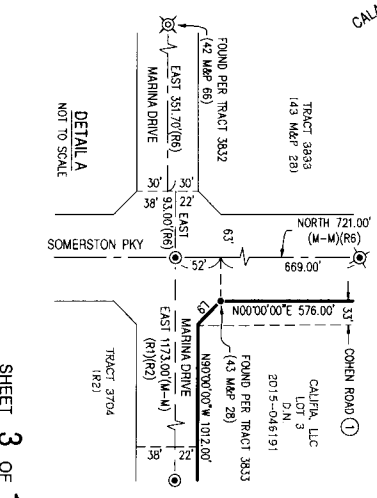 CALA
FOUND PER TRACT 3832
(42 M&P 66)
TRACT 3833
(43 M&P 28)
EAST 351.70'(R6)
MARINA DRIVE
DETAIL A
NOT TO SCALE
30'
30'
38'
22'
EAST
93.00'(R6)
SOMERSTON PKY
63'
52'
NORTH 721.00'
(M-M)(R6)
669.00'
N00°00'00"E 576.00'
33'
COHEN ROAD 1
L9
CALIFIA, LLC
LOT 3
D.N.
2015-046191
FOUND PER TRACT 3833
(43 M&P 28)
N90°00'00"W 1012.00'
MARINA DRIVE
EAST 1173.00'(M-M)
(R1)(R2)
38'
22'
TRACT 3704
(R2)
SHEET 3 OF